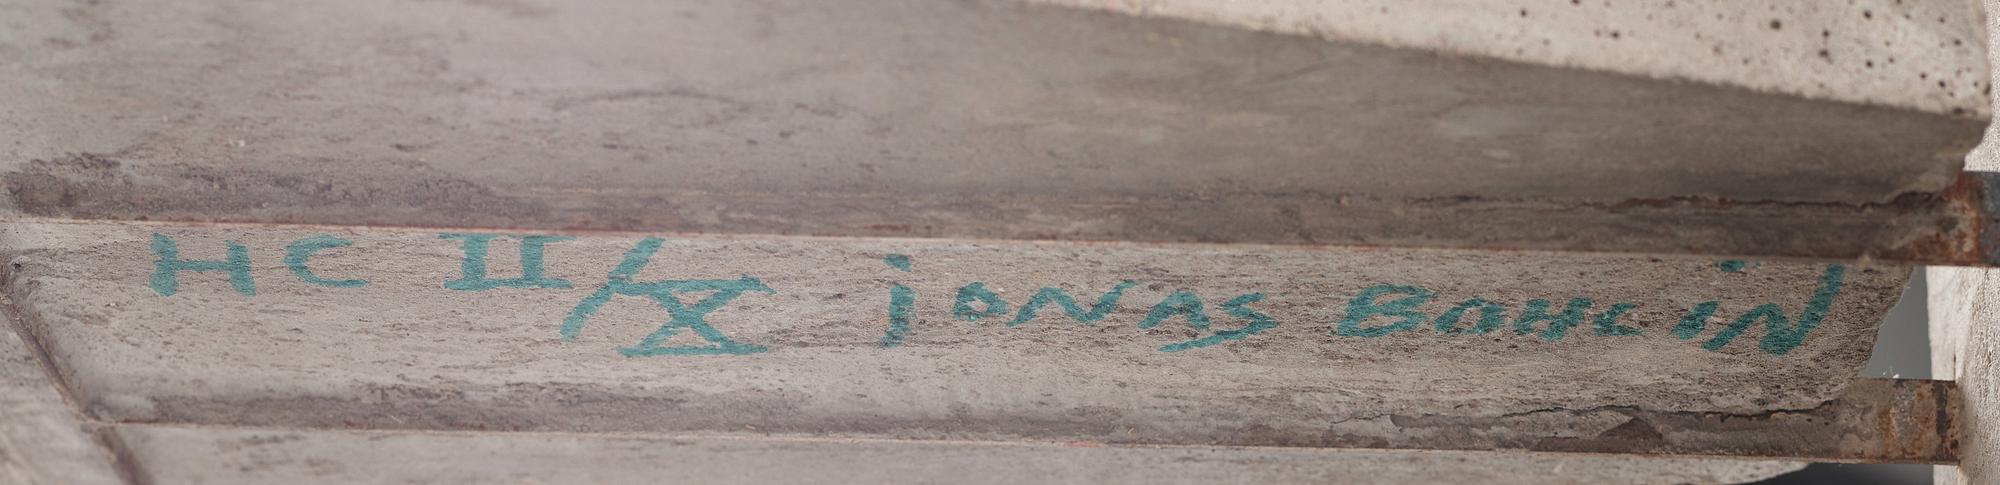 HC II/X jONAS BOHLiN